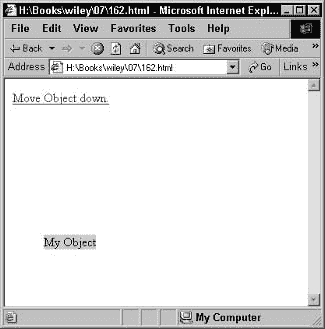 H:\Books\wiley\07\162.html - Microsoft Internet Expl...
File Edit View Favorites Tools Help
Back Search Favorites Media »
Address H:\Books\wiley\07\162.html Go Links »
Move Object down.
My Object
My Computer